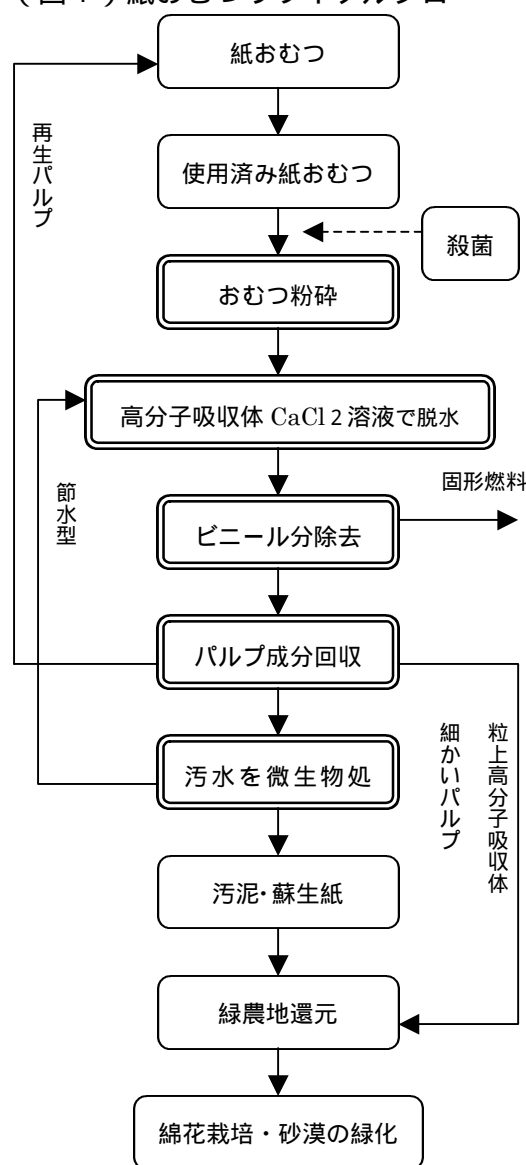 紙おむつ
再生パルプ
使用済み紙おむつ
殺菌
おむつ粉砕
高分子吸収体 CaCl 2 溶液で脱水
節水型
固形燃料
ビニール分除去
パルプ成分回収
細かいパルプ
粒上高分子吸収体
汚水を微生物処
汚泥・蘇生紙
緑農地還元
綿花栽培・砂漠の緑化